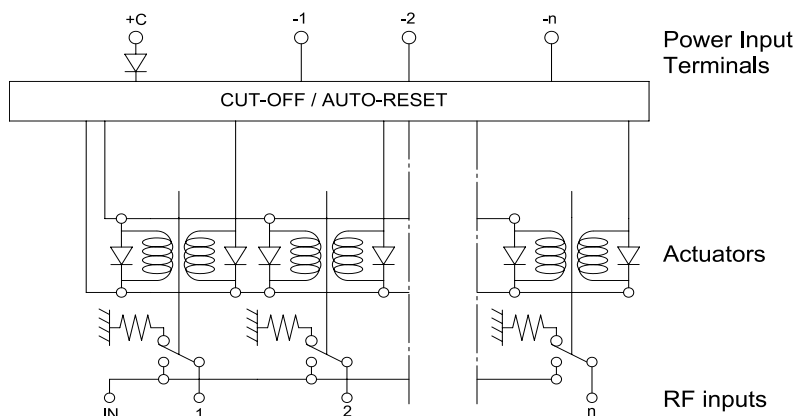 +C -1 -2 -n
Power Input
Terminals
CUT-OFF / AUTO-RESET
Actuators
IN 1 2 n
RF inputs